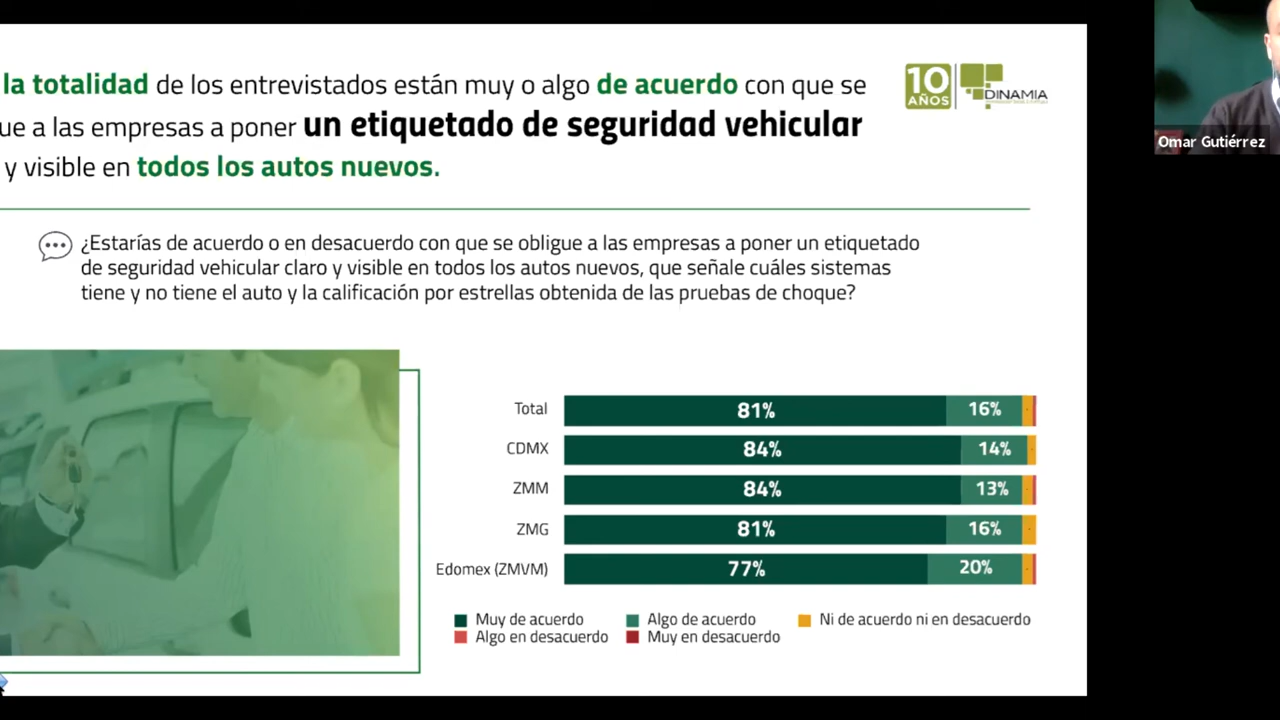 la totalidad de los entrevistados están muy o algo de acuerdo con que se
ue a las empresas a poner un etiquetado de seguridad vehicular
y visible en todos los autos nuevos.
10
AÑOS
DINAMIA
Omar Gutiérrez
¿Estarías de acuerdo o en desacuerdo con que se obligue a las empresas a poner un etiquetado
de seguridad vehicular claro y visible en todos los autos nuevos, que señale cuáles sistemas
tiene y no tiene el auto y la calificación por estrellas obtenida de las pruebas de choque?
Total 81% 16%
CDMX 84% 14%
ZMM 84% 13%
ZMG 81% 16%
Edomex (ZMVM) 77% 20%
Muy de acuerdo Algo de acuerdo Ni de acuerdo ni en desacuerdo
Algo en desacuerdo Muy en desacuerdo